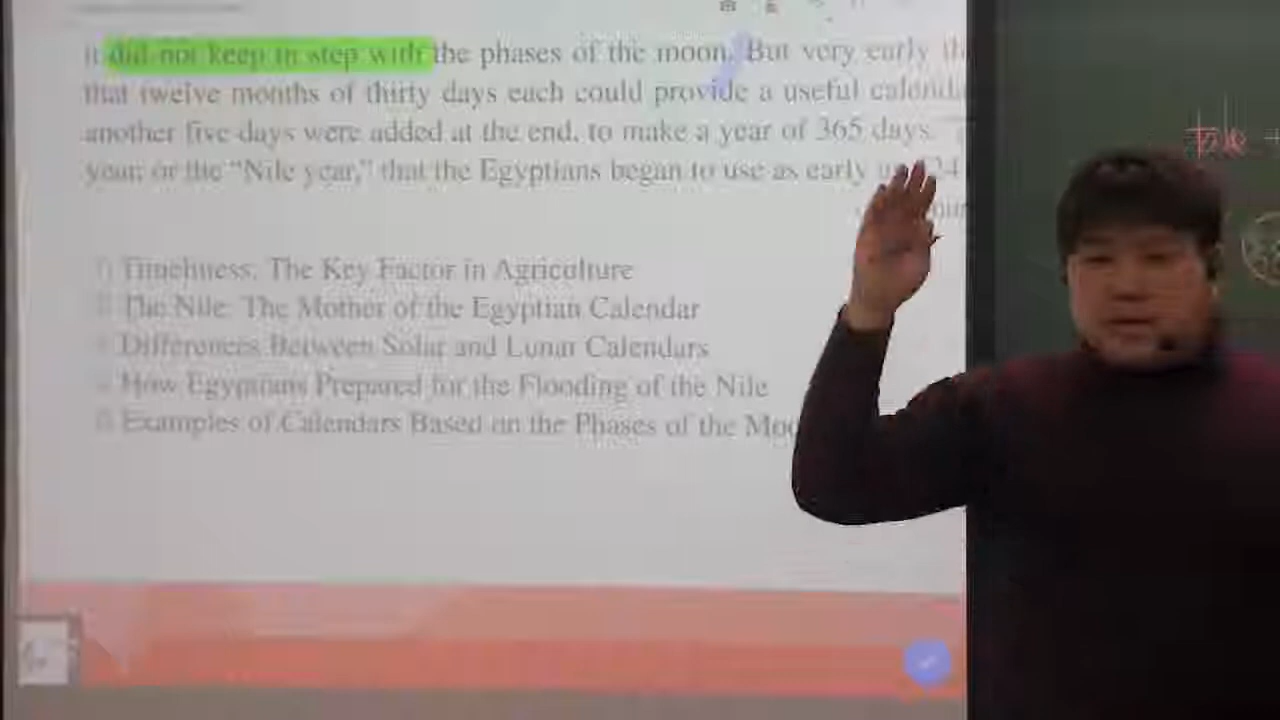 it did not keep in step with the phases of the moon. But very early
that twelve months of thirty days each could provide a useful
another five days were added at the end, to make a year of 365 days.
year, or the “Nile year,” that the Egyptians began to use as early
Timeliness: The Key Factor in Agriculture
The Nile: The Mother of the Egyptian Calendar
Differences Between Solar and Lunar Calendars
How Egyptians Prepared for the Flooding of the Nile
Examples of Calendars Based on the Phases of the